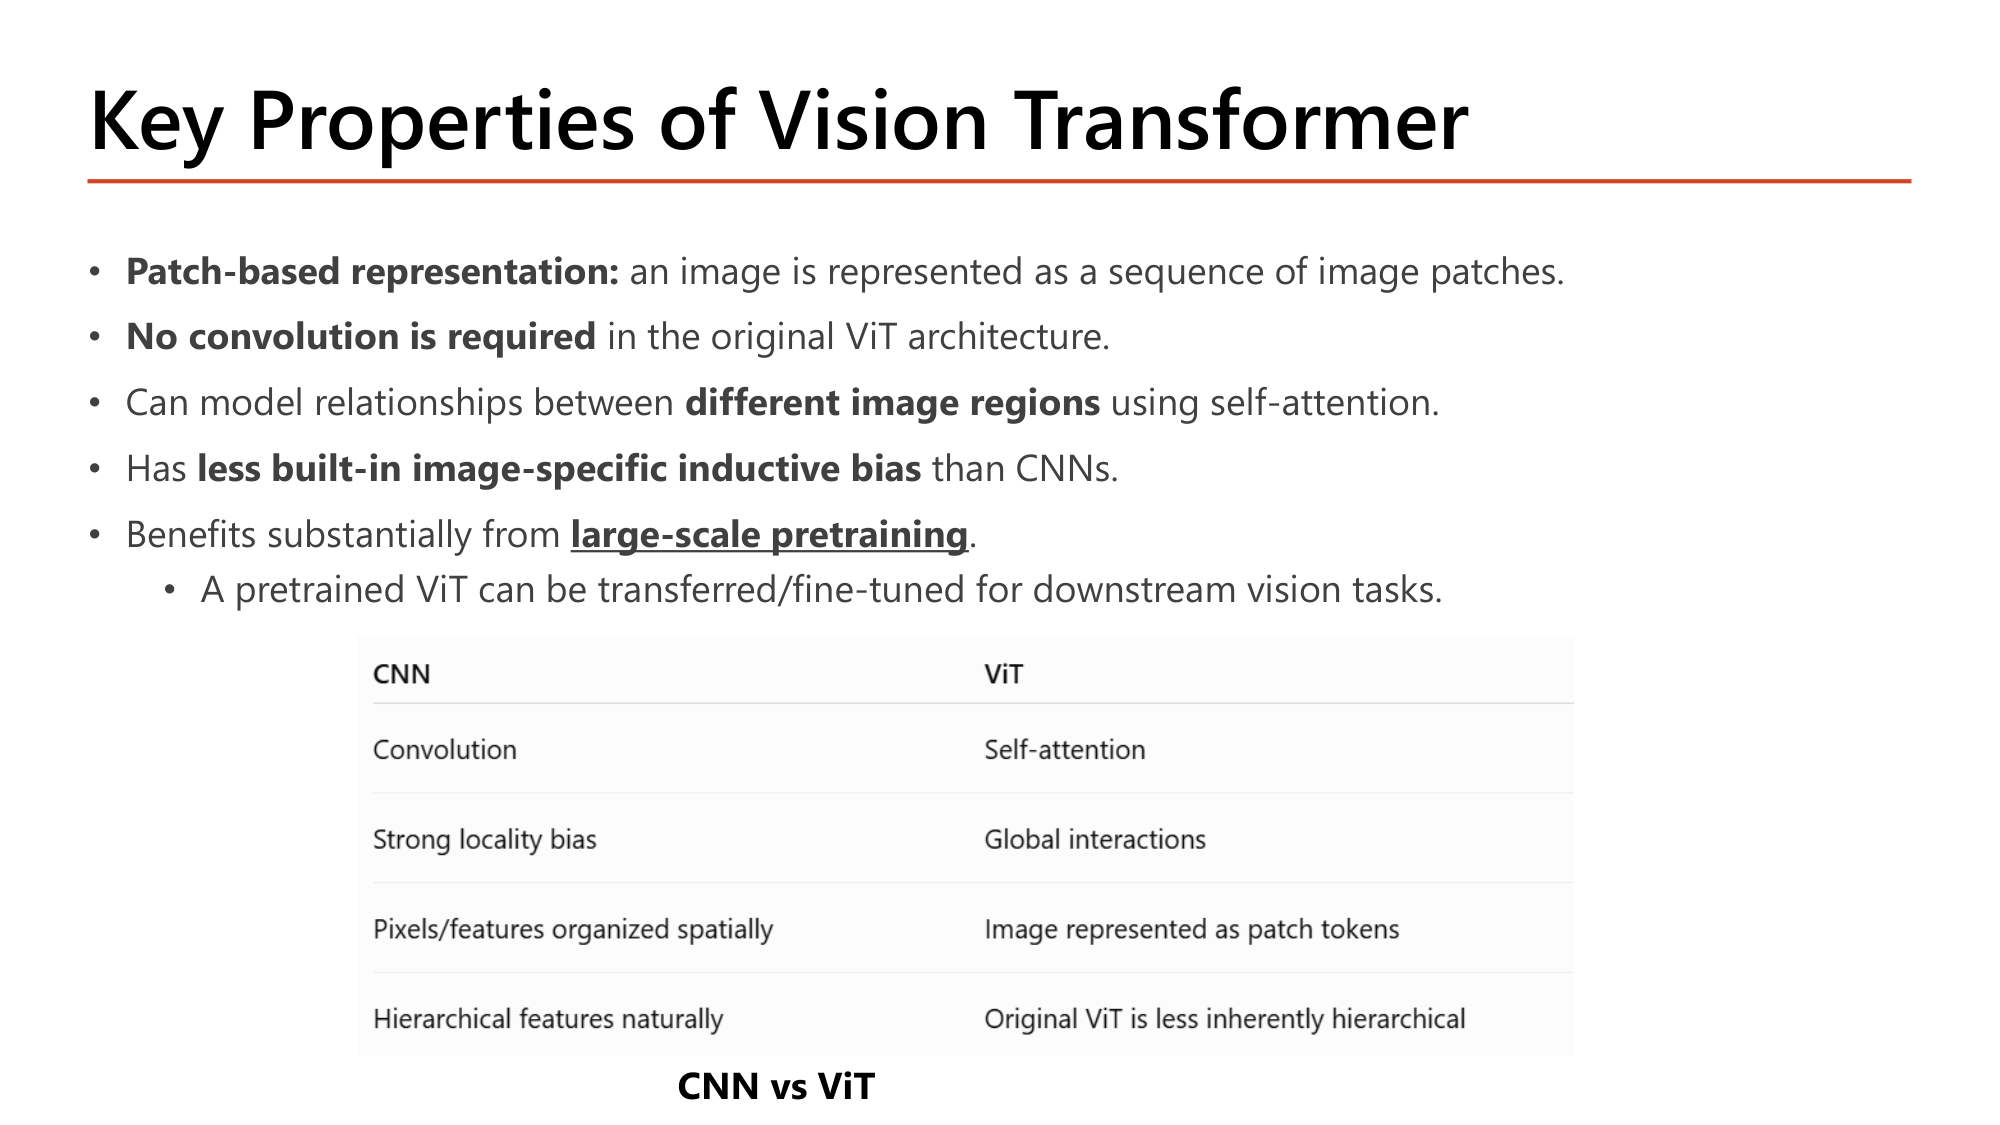 Key Properties of Vision Transformer
• Patch-based representation: an image is represented as a sequence of image patches.
• No convolution is required in the original ViT architecture.
• Can model relationships between different image regions using self-attention.
• Has less built-in image-specific inductive bias than CNNs.
• Benefits substantially from large-scale pretraining.
• A pretrained ViT can be transferred/fine-tuned for downstream vision tasks.
CNN ViT
Convolution Self-attention
Strong locality bias Global interactions
Pixels/features organized spatially Image represented as patch tokens
Hierarchical features naturally Original ViT is less inherently hierarchical
CNN vs ViT